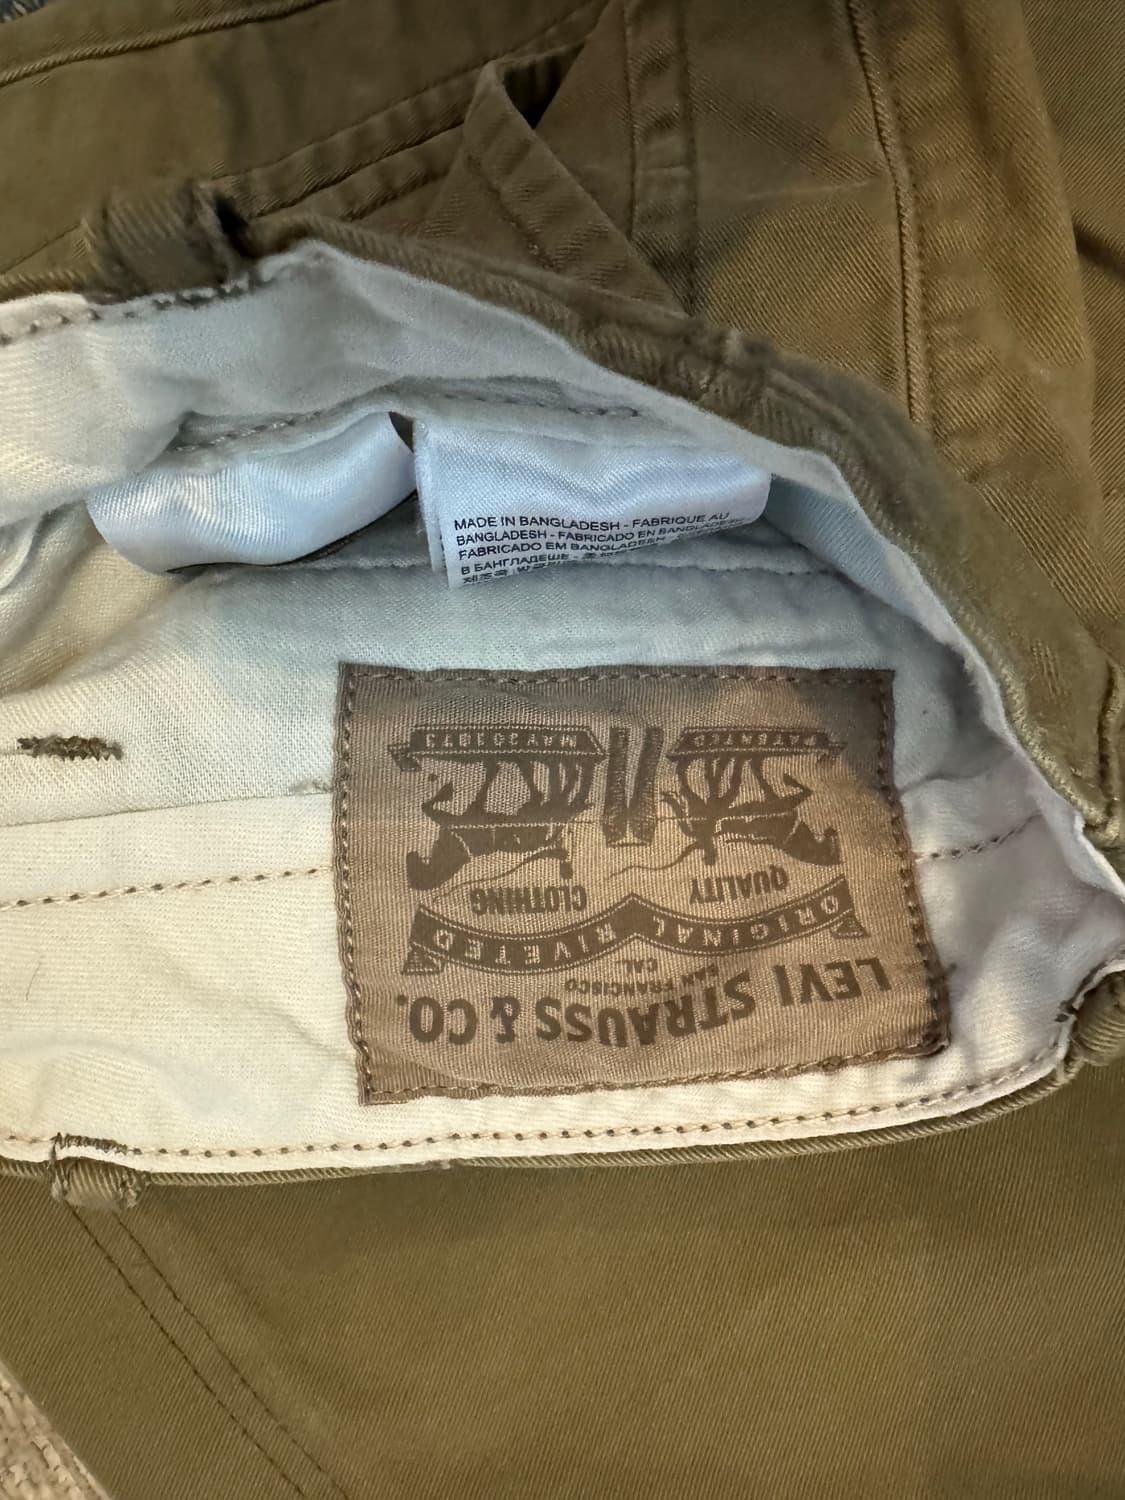 MADE IN BANGLADESH - FABRIQUE AU
BANGLADESH - FABRICADO EN BANGLADESH
FABRICADO EM BANGLADESH
В БАНГЛАДЕШЕ -
LEVI STRAUSS & CO.
SAN FRANCISCO
CAL
ORIGINAL RIVETED
QUALITY CLOTHING
PATENTED MAY 20 1873